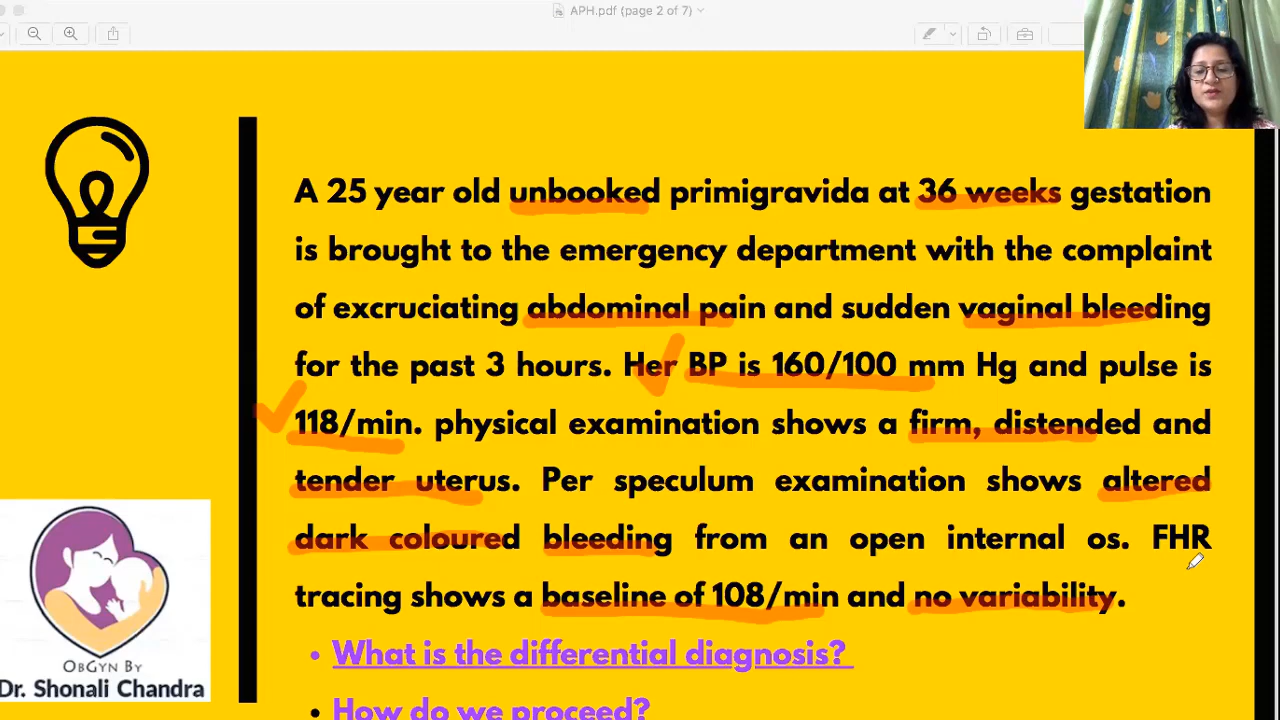 APH.pdf (page 2 of 7)
A 25 year old unbooked primigravida at 36 weeks gestation
is brought to the emergency department with the complaint
of excruciating abdominal pain and sudden vaginal bleeding
for the past 3 hours. Her BP is 160/100 mm Hg and pulse is
118/min. physical examination shows a firm, distended and
tender uterus. Per speculum examination shows altered
dark coloured bleeding from an open internal os. FHR
tracing shows a baseline of 108/min and no variability.
• What is the differential diagnosis?
• How do we proceed?
OBGYN BY
Dr. Shonali Chandra